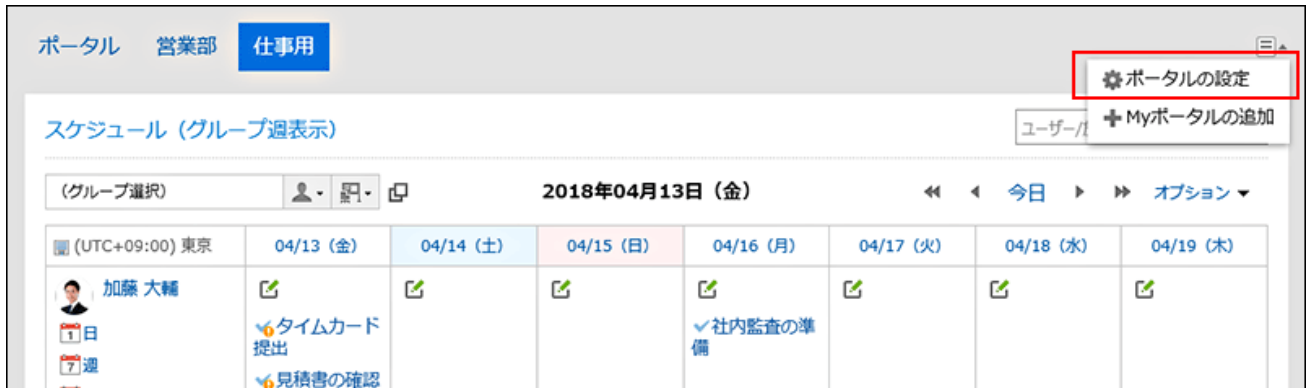 ポータル 営業部 仕事用
ポータルの設定
Myポータルの追加
スケジュール（グループ週表示）
ユーザー/
（グループ選択） 2018年04月13日（金） 今日 オプション
(UTC+09:00) 東京 04/13（金） 04/14（土） 04/15（日） 04/16（月） 04/17（火） 04/18（水） 04/19（木）
加藤 大輔
1 日
7 週
タイムカード
提出
見積書の確認
社内監査の準
備